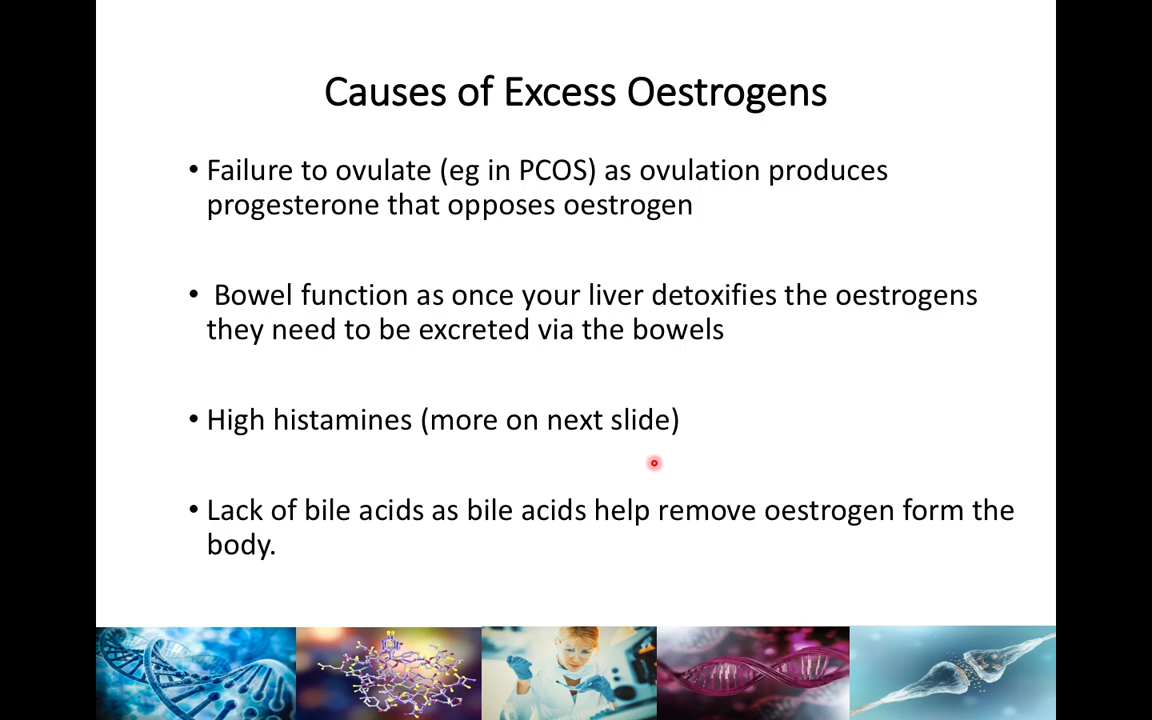 Causes of Excess Oestrogens
• Failure to ovulate (eg in PCOS) as ovulation produces
progesterone that opposes oestrogen
• Bowel function as once your liver detoxifies the oestrogens
they need to be excreted via the bowels
• High histamines (more on next slide)
• Lack of bile acids as bile acids help remove oestrogen form the
body.